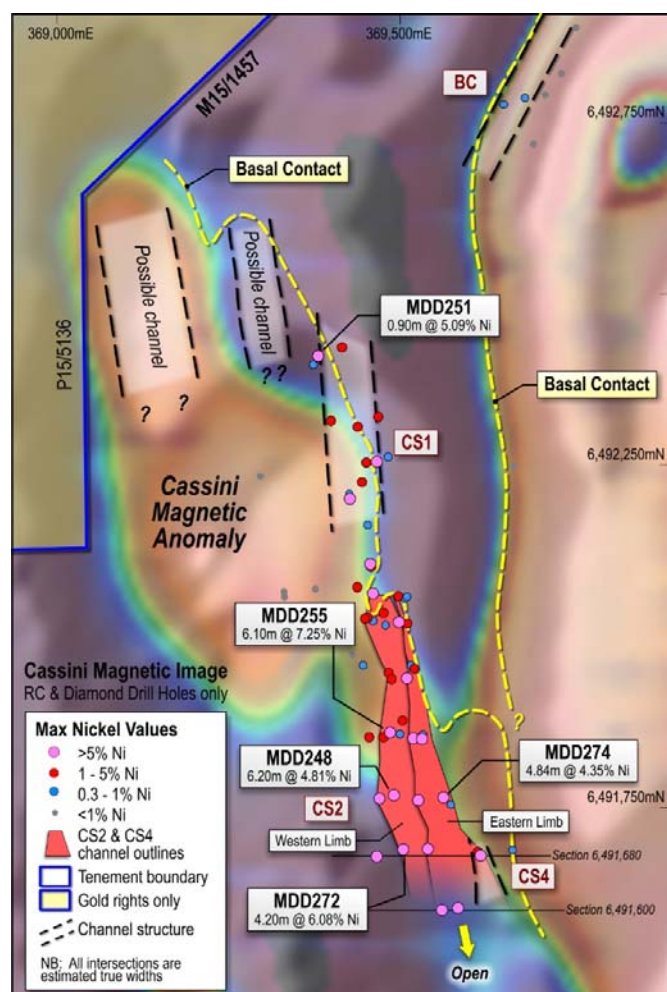 369,000mE
369,500mE
M15/1457
BC
6,492,750mN
Basal Contact
Possible channel
Possible channel
? ?
? ?
P15/5136
MDD251
0.90m @ 5.09% Ni
Basal Contact
CS1
6,492,250mN
Cassini
Magnetic
Anomaly
MDD255
6.10m @ 7.25% Ni
?
Cassini Magnetic Image
RC & Diamond Drill Holes only
Max Nickel Values
>5% Ni
1 - 5% Ni
0.3 - 1% Ni
<1% Ni
CS2 & CS4
channel outlines
Tenement boundary
Gold rights only
Channel structure
NB: All intersections are
estimated true widths
MDD248
6.20m @ 4.81% Ni
MDD274
4.84m @ 4.35% Ni
CS2
6,491,750mN
Western Limb
Eastern Limb
Section 6,491,680
CS4
MDD272
4.20m @ 6.08% Ni
Section 6,491,600
Open